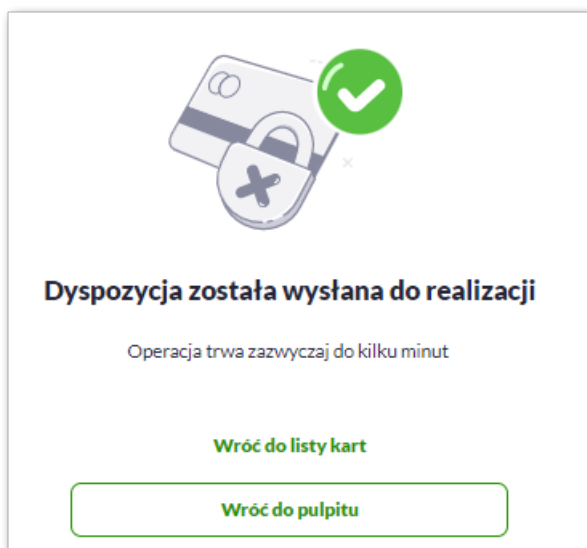 Dyspozycja została wysłana do realizacji
Operacja trwa zazwyczaj do kilku minut
Wróć do listy kart
Wróć do pulpitu